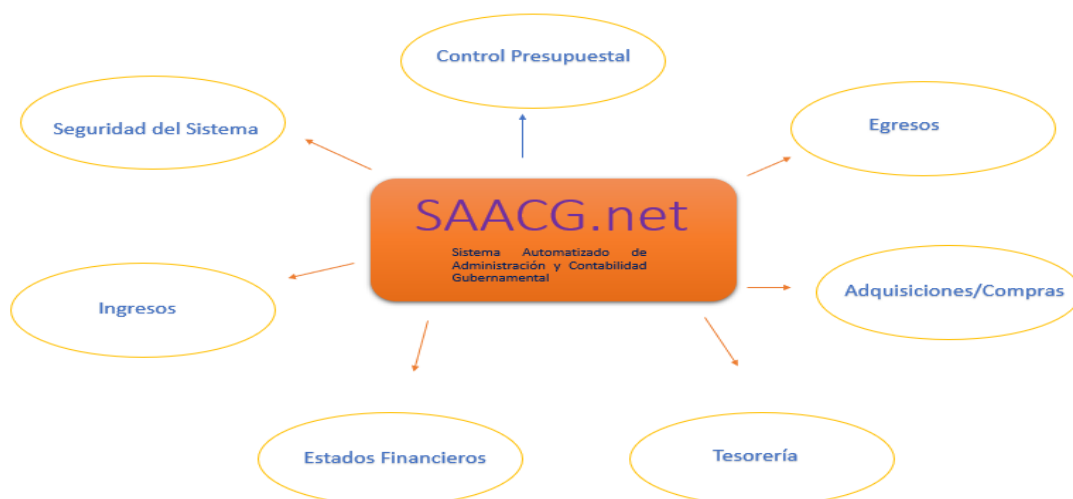 Control Presupuestal
Seguridad del Sistema
Egresos
SAACG.net
Sistema Automatizado de
Administración y Contabilidad
Gubernamental
Ingresos
Adquisiciones/Compras
Estados Financieros
Tesorería